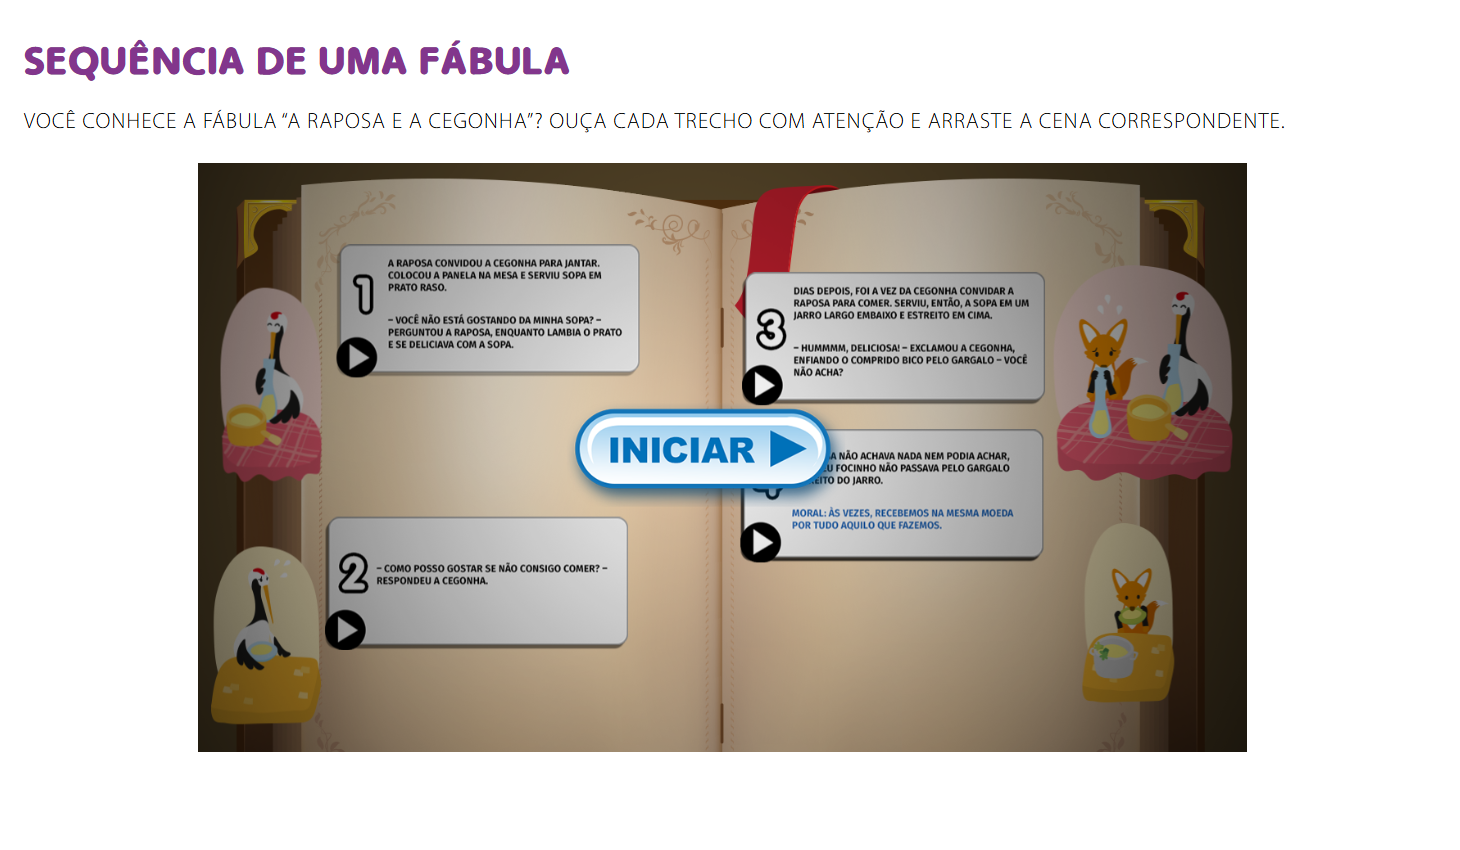 SEQUÊNCIA DE UMA FÁBULA
VOCÊ CONHECE A FÁBULA “A RAPOSA E A CEGONHA”? OUÇA CADA TRECHO COM ATENÇÃO E ARRASTE A CENA CORRESPONDENTE.
1
A RAPOSA CONVIDOU A CEGONHA PARA JANTAR.
COLOCOU A PANELA NA MESA E SERVIU SOPA EM
PRATO RASO.
– VOCÊ NÃO ESTÁ GOSTANDO DA MINHA SOPA? –
PERGUNTOU A RAPOSA, ENQUANTO LAMBIA O PRATO
E SE DELICIAVA COM A SOPA.
2
– COMO POSSO GOSTAR SE NÃO CONSIGO COMER? –
RESPONDEU A CEGONHA.
3
DIAS DEPOIS, FOI A VEZ DA CEGONHA CONVIDAR A
RAPOSA PARA COMER. SERVIU, ENTÃO, A SOPA EM UM
JARRO LARGO EMBAIXO E ESTREITO EM CIMA.
– HUMMMM, DELICIOSA! – EXCLAMOU A CEGONHA,
ENFIANDO O COMPRIDO BICO PELO GARGALO – VOCÊ
NÃO ACHA?
INICIAR
NÃO ACHAVA NADA NEM PODIA ACHAR,
FOCINHO NÃO PASSAVA PELO GARGALO
DO JARRO.
MORAL: ÀS VEZES, RECEBEMOS NA MESMA MOEDA
POR TUDO AQUILO QUE FAZEMOS.